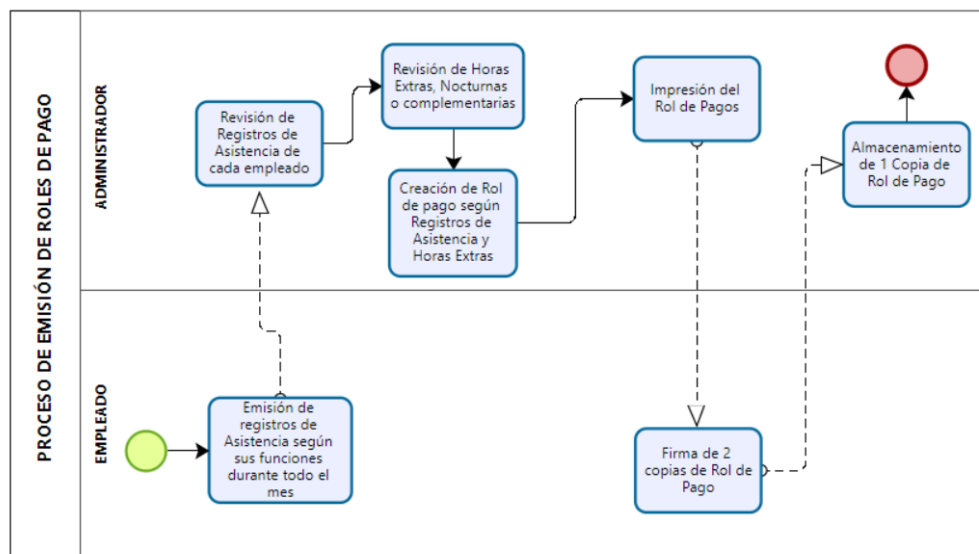 PROCESO DE EMISIÓN DE ROLES DE PAGO
ADMINISTRADOR
Revisión de
Registros de
Asistencia de
cada empleado
Revisión de Horas
Extras, Nocturnas
o complementarias
Creación de Rol
de pago según
Registros de
Asistencia y
Horas Extras
Impresión del
Rol de Pagos
Almacenamiento
de 1 Copia de
Rol de Pago
EMPLEADO
Emisión de
registros de
Asistencia según
sus funciones
durante todo el
mes
Firma de 2
copias de Rol de
Pago